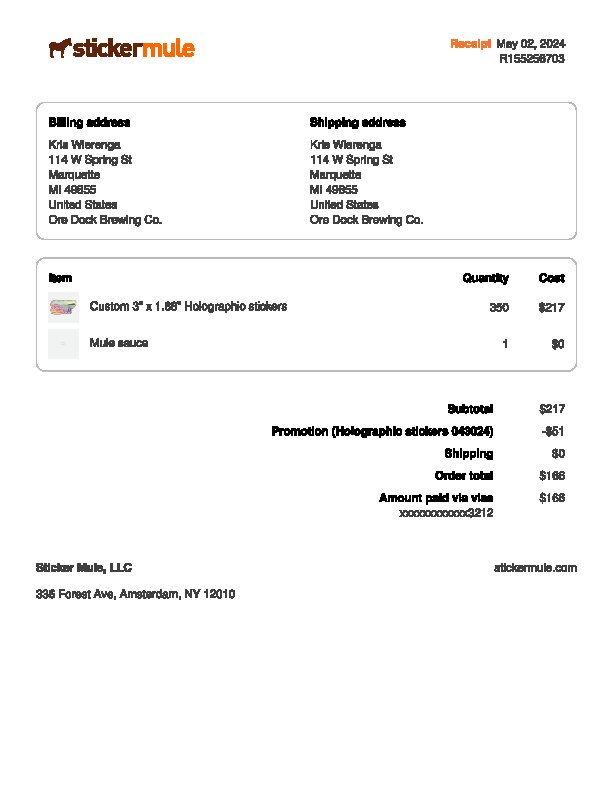 stickermule
Receipt May 02, 2024
R155256703
Billing address
Kris Wierenga
114 W Spring St
Marquette
MI 49855
United States
Ore Dock Brewing Co.
Shipping address
Kris Wierenga
114 W Spring St
Marquette
MI 49855
United States
Ore Dock Brewing Co.
Item Quantity Cost
Custom 3" x 1.66" Holographic stickers 350 $217
Mule sauce 1 $0
Subtotal $217
Promotion (Holographic stickers 043024) -$51
Shipping $0
Order total $166
Amount paid via visa $166
xxxxxxxxxxxx3212
Sticker Mule, LLC stickermule.com
336 Forest Ave, Amsterdam, NY 12010